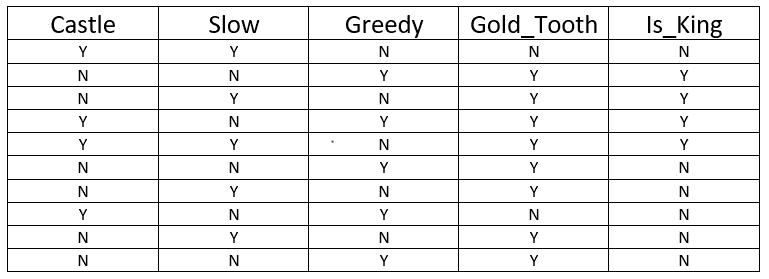 Castle Slow Greedy Gold_Tooth Is_King
Y Y N N N
N N Y Y Y
N Y N Y Y
Y N Y Y Y
Y Y N Y Y
N N Y Y N
N Y N Y N
Y N Y N N
N Y N Y N
N N Y Y N